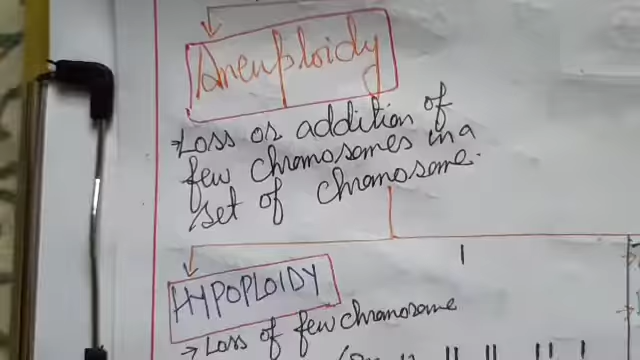 Aneuploidy
→ Loss or addition of
few chromosomes in a
set of chromosome.
HYPOPLOIDY
→ Loss of few chromosome